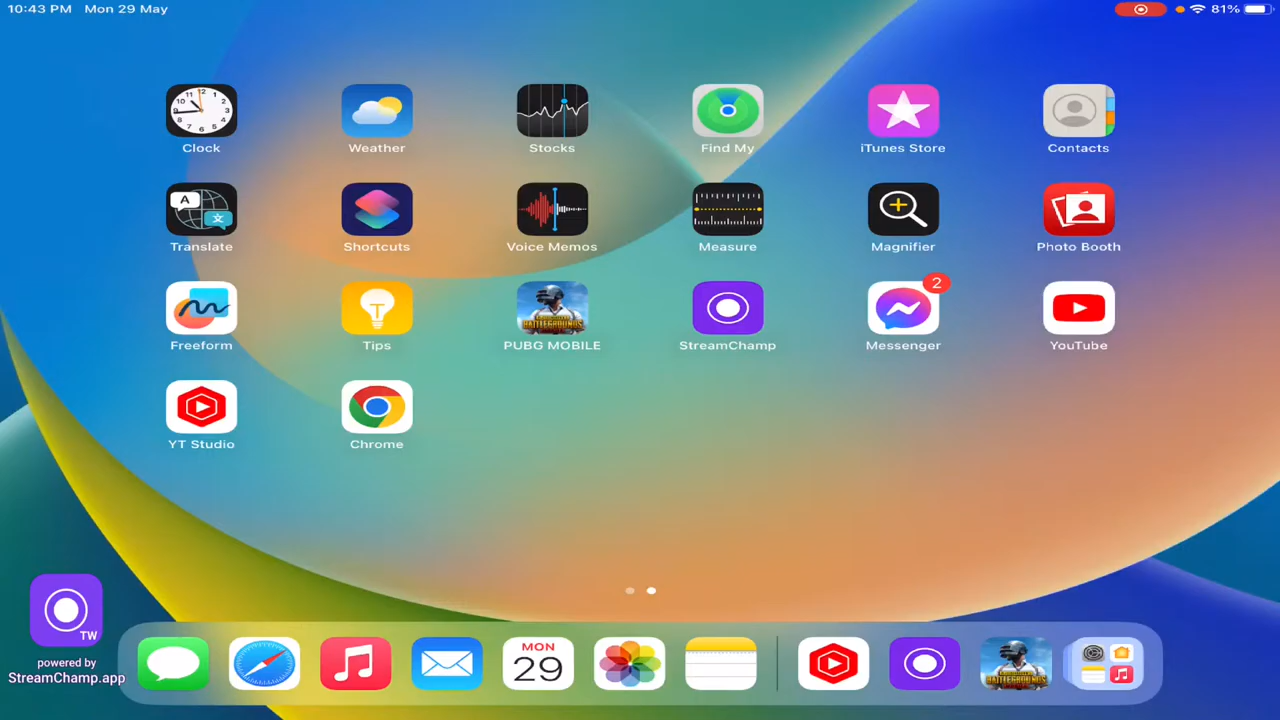 10:43 PM Mon 29 May
81%
Clock
Weather
Stocks
Find My
iTunes Store
Contacts
Translate
Shortcuts
Voice Memos
Measure
Magnifier
Photo Booth
Freeform
Tips
PUBG MOBILE
StreamChamp
2
Messenger
YouTube
YT Studio
Chrome
TW
powered by
StreamChamp.app
MON
29